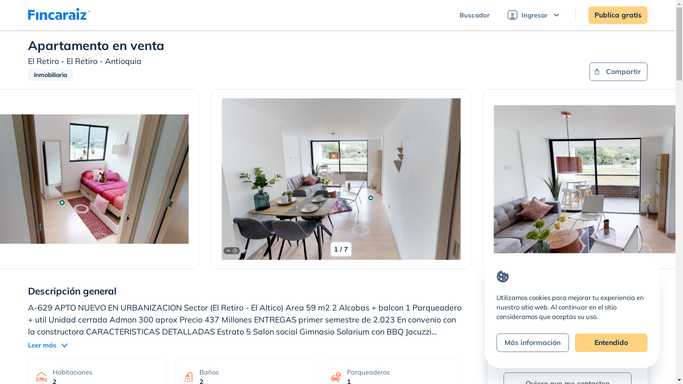 Fincaraiz
Buscador
Ingresar
Publica gratis
Apartamento en venta
El Retiro - El Retiro - Antioquia
Inmobiliaria
Compartir
1 / 7
Descripción general
A-629 APTO NUEVO EN URBANIZACION Sector (El Retiro - El Altico) Area 59 m2 2 Alcobas + balcon 1 Parqueadero
+ util Unidad cerrada Admon 300 aprox Precio 437 Millones ENTREGAS primer semestre de 2.023 En convenio con
la constructora CARACTERISTICAS DETALLADAS Estrato 5 Salon social Gimnasio Solarium con BBQ Jacuzzi...
Leer más
Habitaciones
2
Baños
2
Parqueaderos
1
Utilizamos cookies para mejorar tu experiencia en
nuestro sitio web. Al continuar en el sitio
consideramos que aceptas su uso.
Más información
Entendido
Quiero que me contacten